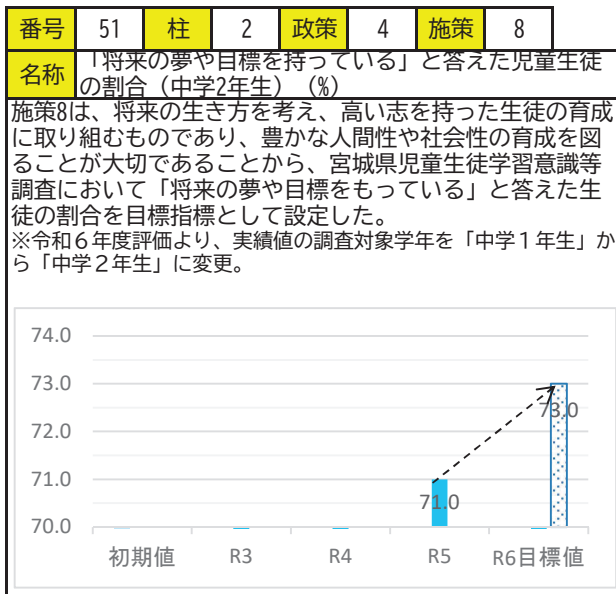 番号 51 柱 2 政策 4 施策 8
名称 「将来の夢や目標を持っている」と答えた児童生徒
の割合（中学2年生）（%）
施策8は、将来の生き方を考え、高い志を持った生徒の育成
に取り組むものであり、豊かな人間性や社会性の育成を図
ることが大切であることから、宮城県児童生徒学習意識等
調査において「将来の夢や目標をもっている」と答えた生
徒の割合を目標指標として設定した。
※令和６年度評価より、実績値の調査対象学年を「中学１年生」か
ら「中学２年生」に変更。
74.0
73.0
72.0
71.0
70.0
71.0
73.0
初期値 R3 R4 R5 R6目標値